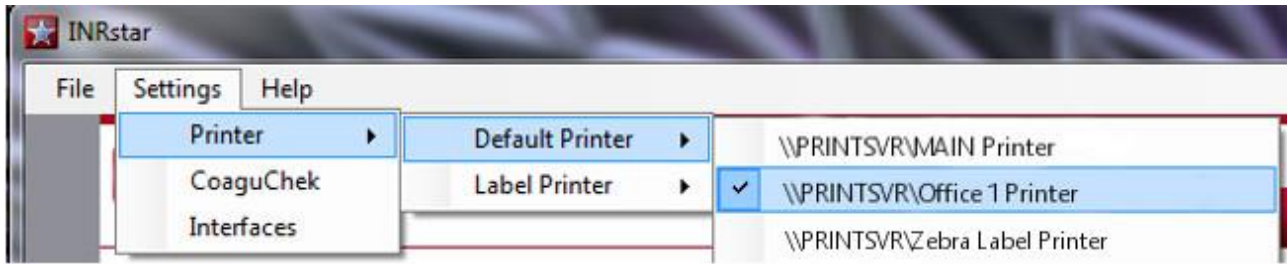 INRstar
File Settings Help
Printer Default Printer \\PRINTSVR\MAIN Printer
CoaguChek Label Printer \\PRINTSVR\Office 1 Printer
Interfaces \\PRINTSVR\Zebra Label Printer